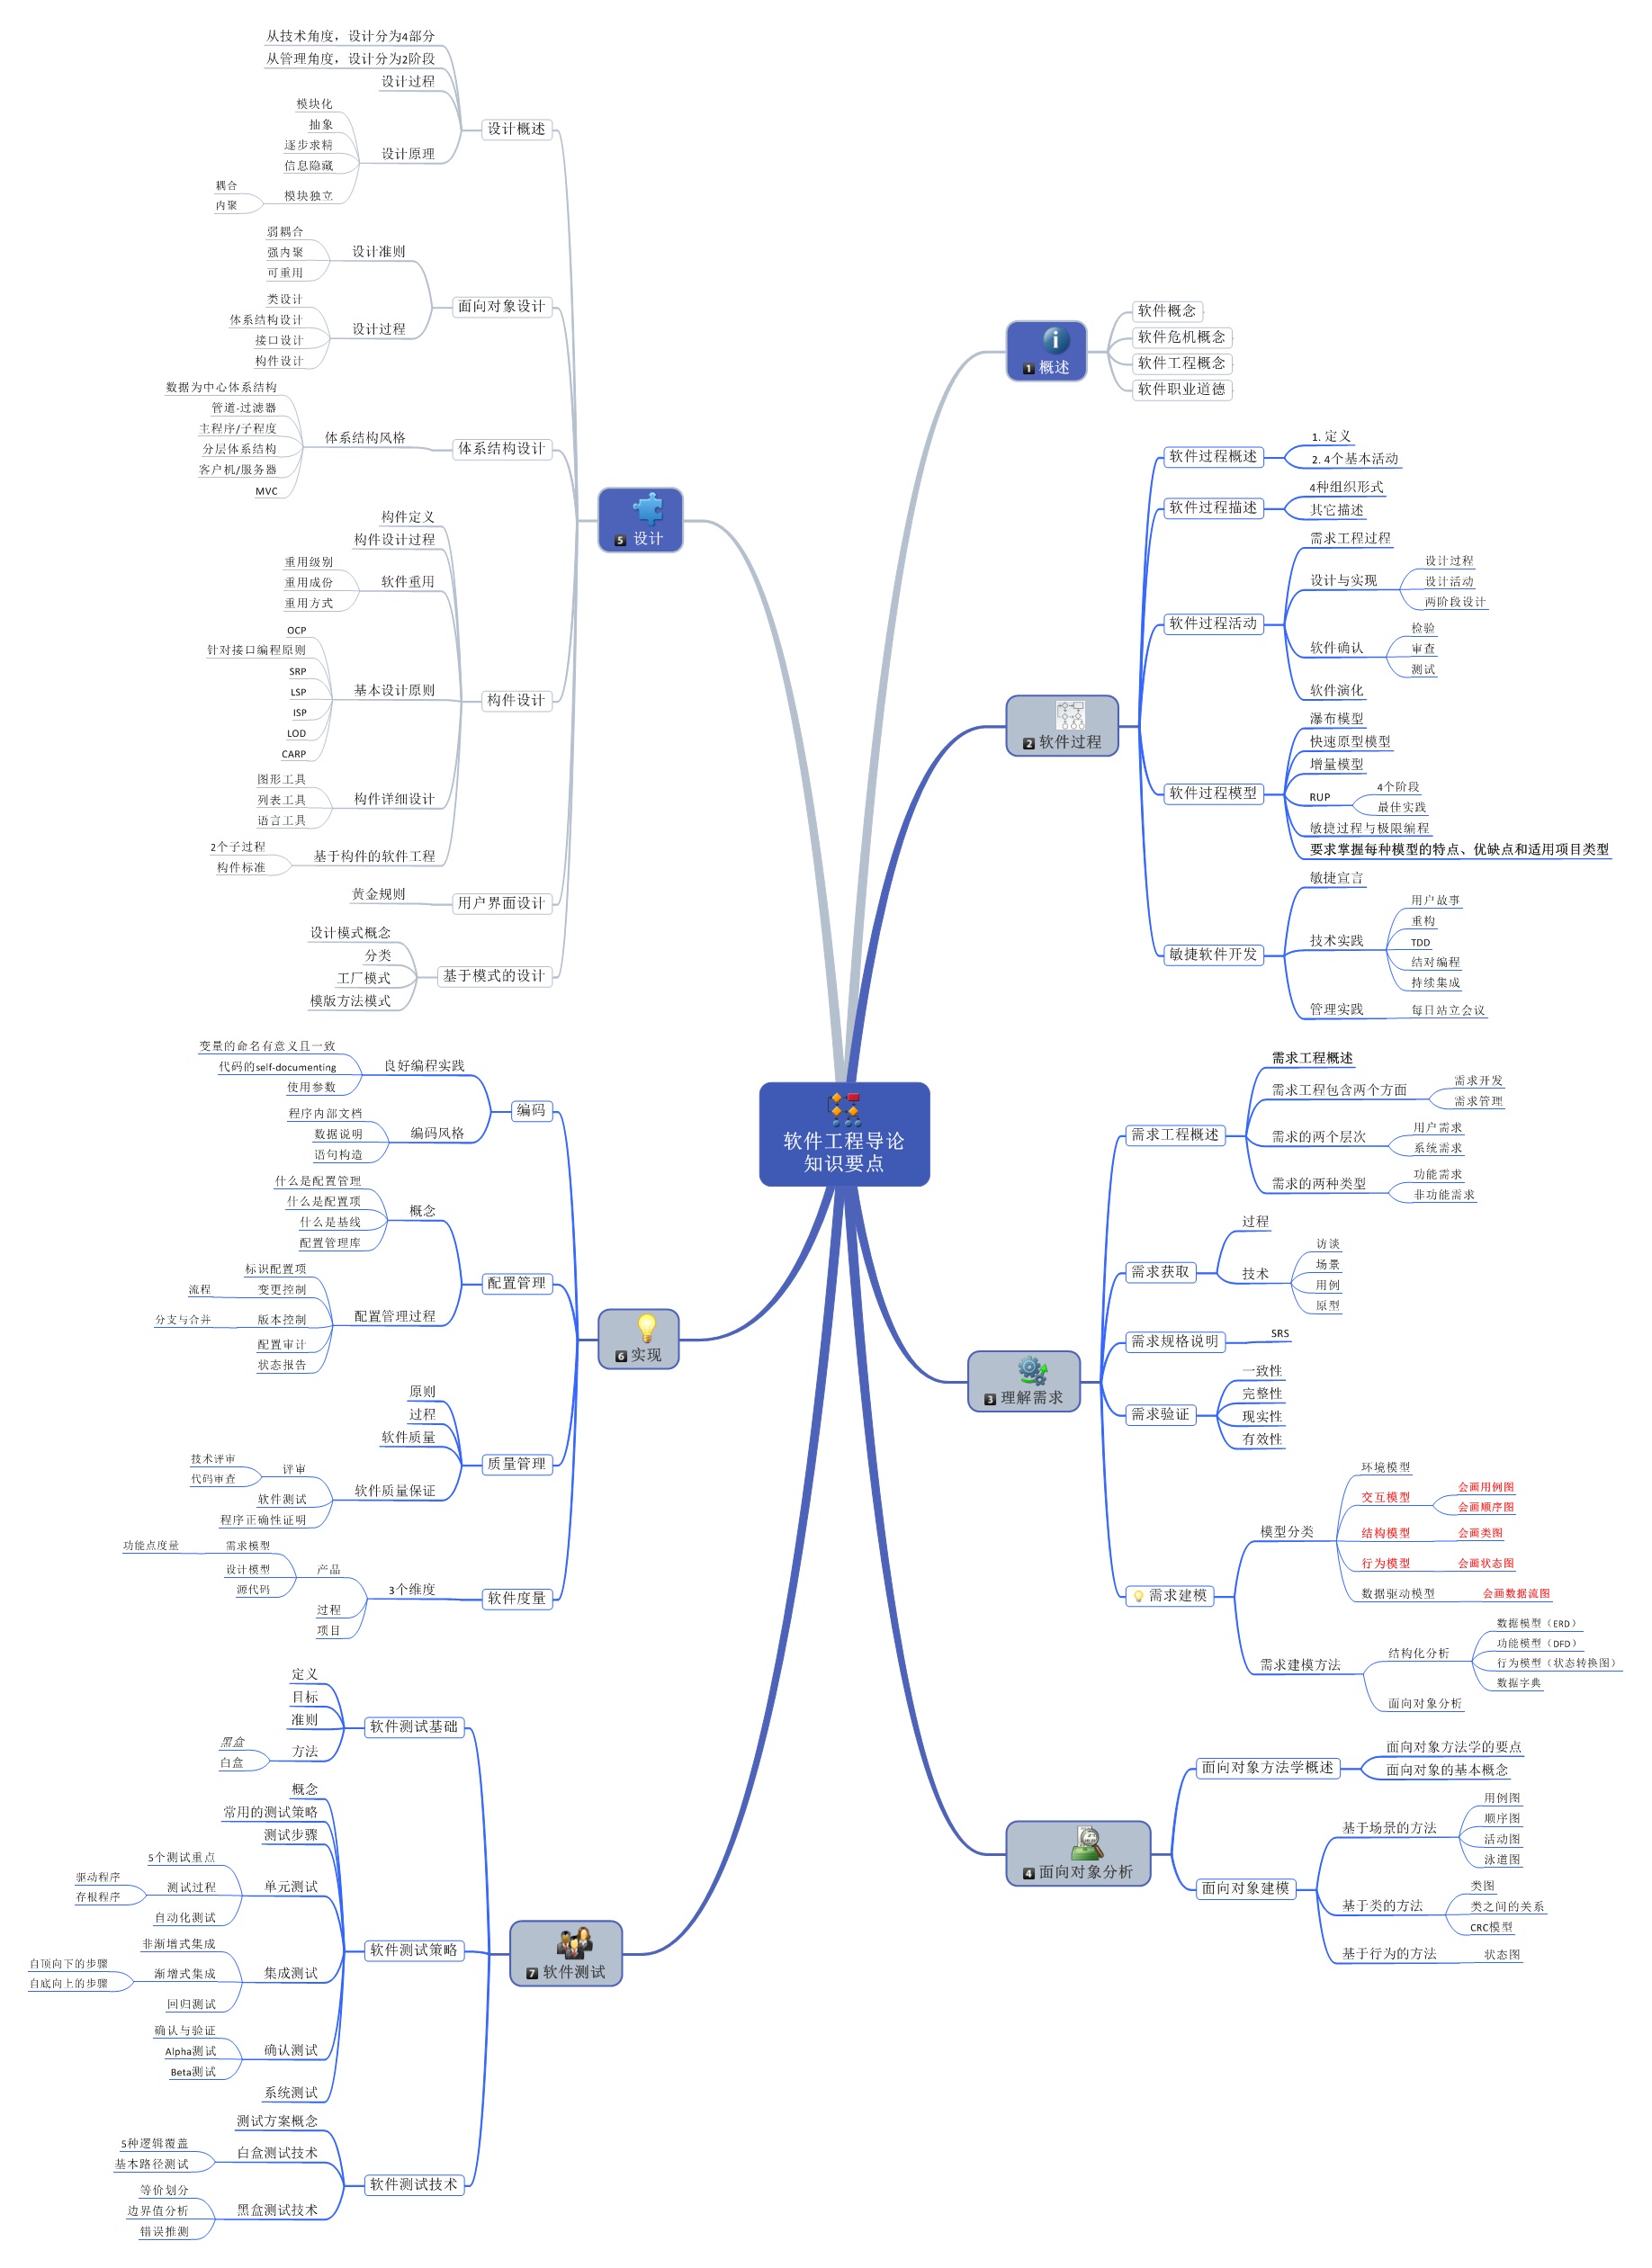 软件工程导论
知识要点
1 概述
软件概念
软件危机概念
软件工程概念
软件职业道德
2 软件过程
软件过程概述
1. 定义
2. 4个基本活动
软件过程描述
4种组织形式
其它描述
软件过程活动
需求工程过程
设计与实现
设计过程
设计活动
两阶段设计
软件确认
检验
审查
测试
软件演化
软件过程模型
瀑布模型
快速原型模型
增量模型
RUP
4个阶段
最佳实践
敏捷过程与极限编程
要求掌握每种模型的特点、优缺点和适用项目类型
敏捷软件开发
敏捷宣言
技术实践
用户故事
重构
TDD
结对编程
持续集成
管理实践
每日站立会议
3 理解需求
需求工程概述
需求工程概述
需求工程包含两个方面
需求开发
需求管理
需求的两个层次
用户需求
系统需求
需求的两种类型
功能需求
非功能需求
需求获取
过程
技术
访谈
场景
用例
原型
需求规格说明
SRS
需求验证
一致性
完整性
现实性
有效性
需求建模
模型分类
环境模型
交互模型
会画用例图
会画顺序图
结构模型
会画类图
行为模型
会画状态图
数据驱动模型
会画数据流图
需求建模方法
结构化分析
数据模型（ERD）
功能模型（DFD）
行为模型（状态转换图）
数据字典
面向对象分析
4 面向对象分析
面向对象方法学概述
面向对象方法学的要点
面向对象的基本概念
面向对象建模
基于场景的方法
用例图
顺序图
活动图
泳道图
基于类的方法
类图
类之间的关系
CRC模型
基于行为的方法
状态图
5 设计
设计概述
从技术角度，设计分为4部分
从管理角度，设计分为2阶段
设计过程
设计原理
模块化
抽象
逐步求精
信息隐藏
模块独立
耦合
内聚
面向对象设计
设计准则
弱耦合
强内聚
可重用
设计过程
类设计
体系结构设计
接口设计
构件设计
体系结构设计
体系结构风格
数据为中心体系结构
管道-过滤器
主程序/子程度
分层体系结构
客户机/服务器
MVC
构件设计
构件定义
构件设计过程
软件重用
重用级别
重用成份
重用方式
基本设计原则
OCP
针对接口编程原则
SRP
LSP
ISP
LOD
CARP
构件详细设计
图形工具
列表工具
语言工具
基于构件的软件工程
2个子过程
构件标准
用户界面设计
黄金规则
基于模式的设计
设计模式概念
分类
工厂模式
模版方法模式
6 实现
编码
良好编程实践
变量的命名有意义且一致
代码的self-documenting
使用参数
编码风格
程序内部文档
数据说明
语句构造
配置管理
概念
什么是配置管理
什么是配置项
什么是基线
配置管理库
配置管理过程
标识配置项
变更控制
流程
版本控制
分支与合并
配置审计
状态报告
质量管理
原则
过程
软件质量
软件质量保证
评审
技术评审
代码审查
软件测试
程序正确性证明
软件度量
3个维度
产品
需求模型
功能点度量
设计模型
源代码
过程
项目
7 软件测试
软件测试基础
定义
目标
准则
方法
黑盒
白盒
软件测试策略
概念
常用的测试策略
测试步骤
单元测试
5个测试重点
测试过程
驱动程序
存根程序
自动化测试
集成测试
非渐增式集成
渐增式集成
自顶向下的步骤
自底向上的步骤
回归测试
确认测试
确认与验证
Alpha测试
Beta测试
系统测试
软件测试技术
测试方案概念
白盒测试技术
5种逻辑覆盖
基本路径测试
黑盒测试技术
等价划分
边界值分析
错误推测